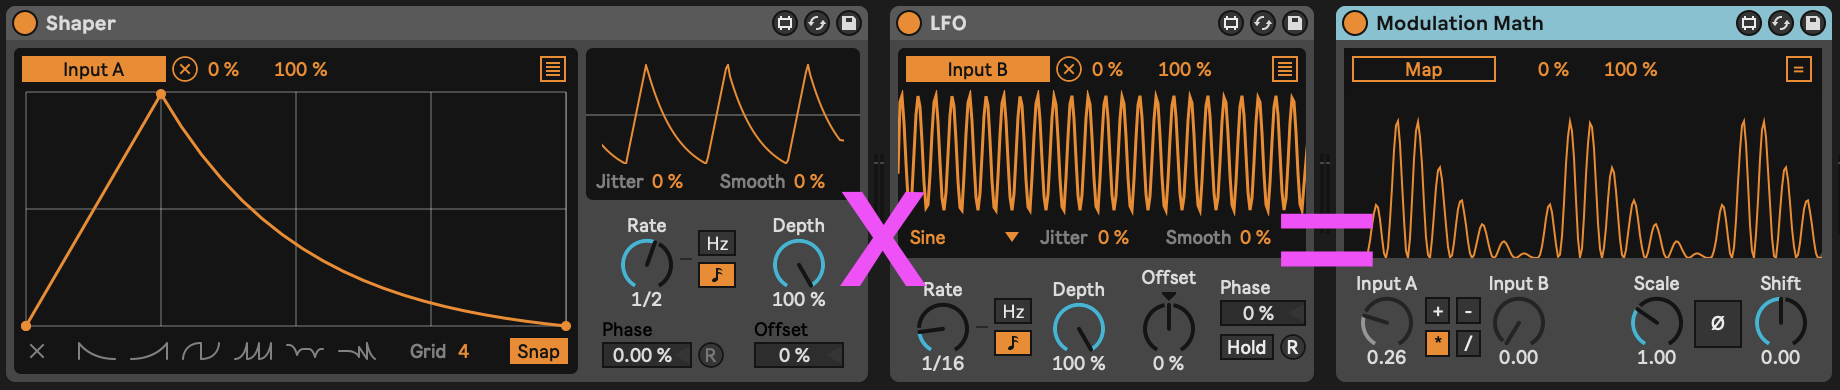 Shaper
Input A 0 % 100 %
Jitter 0 % Smooth 0 %
Rate Depth
Hz
1/2 100 %
Phase Offset
0.00 % R 0 %
Grid 4 Snap
X
LFO
Input B 0 % 100 %
Sine Jitter 0 % Smooth 0 %
Rate Depth Offset Phase
Hz 0 %
Hold R
1/16 100 % 0 %
=
Modulation Math
Map 0 % 100 % =
Input A Input B Scale Shift
+ -
* / Ø
0.26 0.00 1.00 0.00